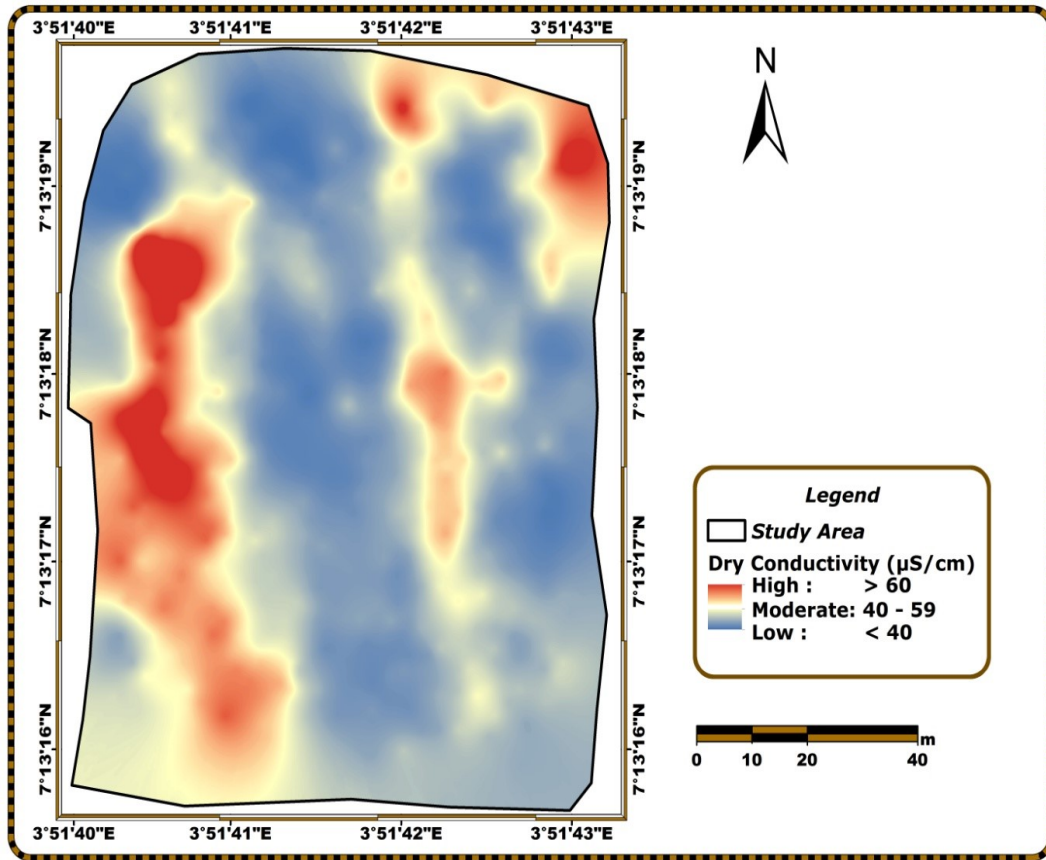 3°51'40"E 3°51'41"E 3°51'42"E 3°51'43"E
N
7°13'19"N 7°13'19"N
7°13'18"N 7°13'18"N
7°13'17"N 7°13'17"N
7°13'16"N 7°13'16"N
3°51'40"E 3°51'41"E 3°51'42"E 3°51'43"E
Legend
Study Area
Dry Conductivity (µS/cm)
High : > 60
Moderate: 40 - 59
Low : < 40
0 10 20 40 m